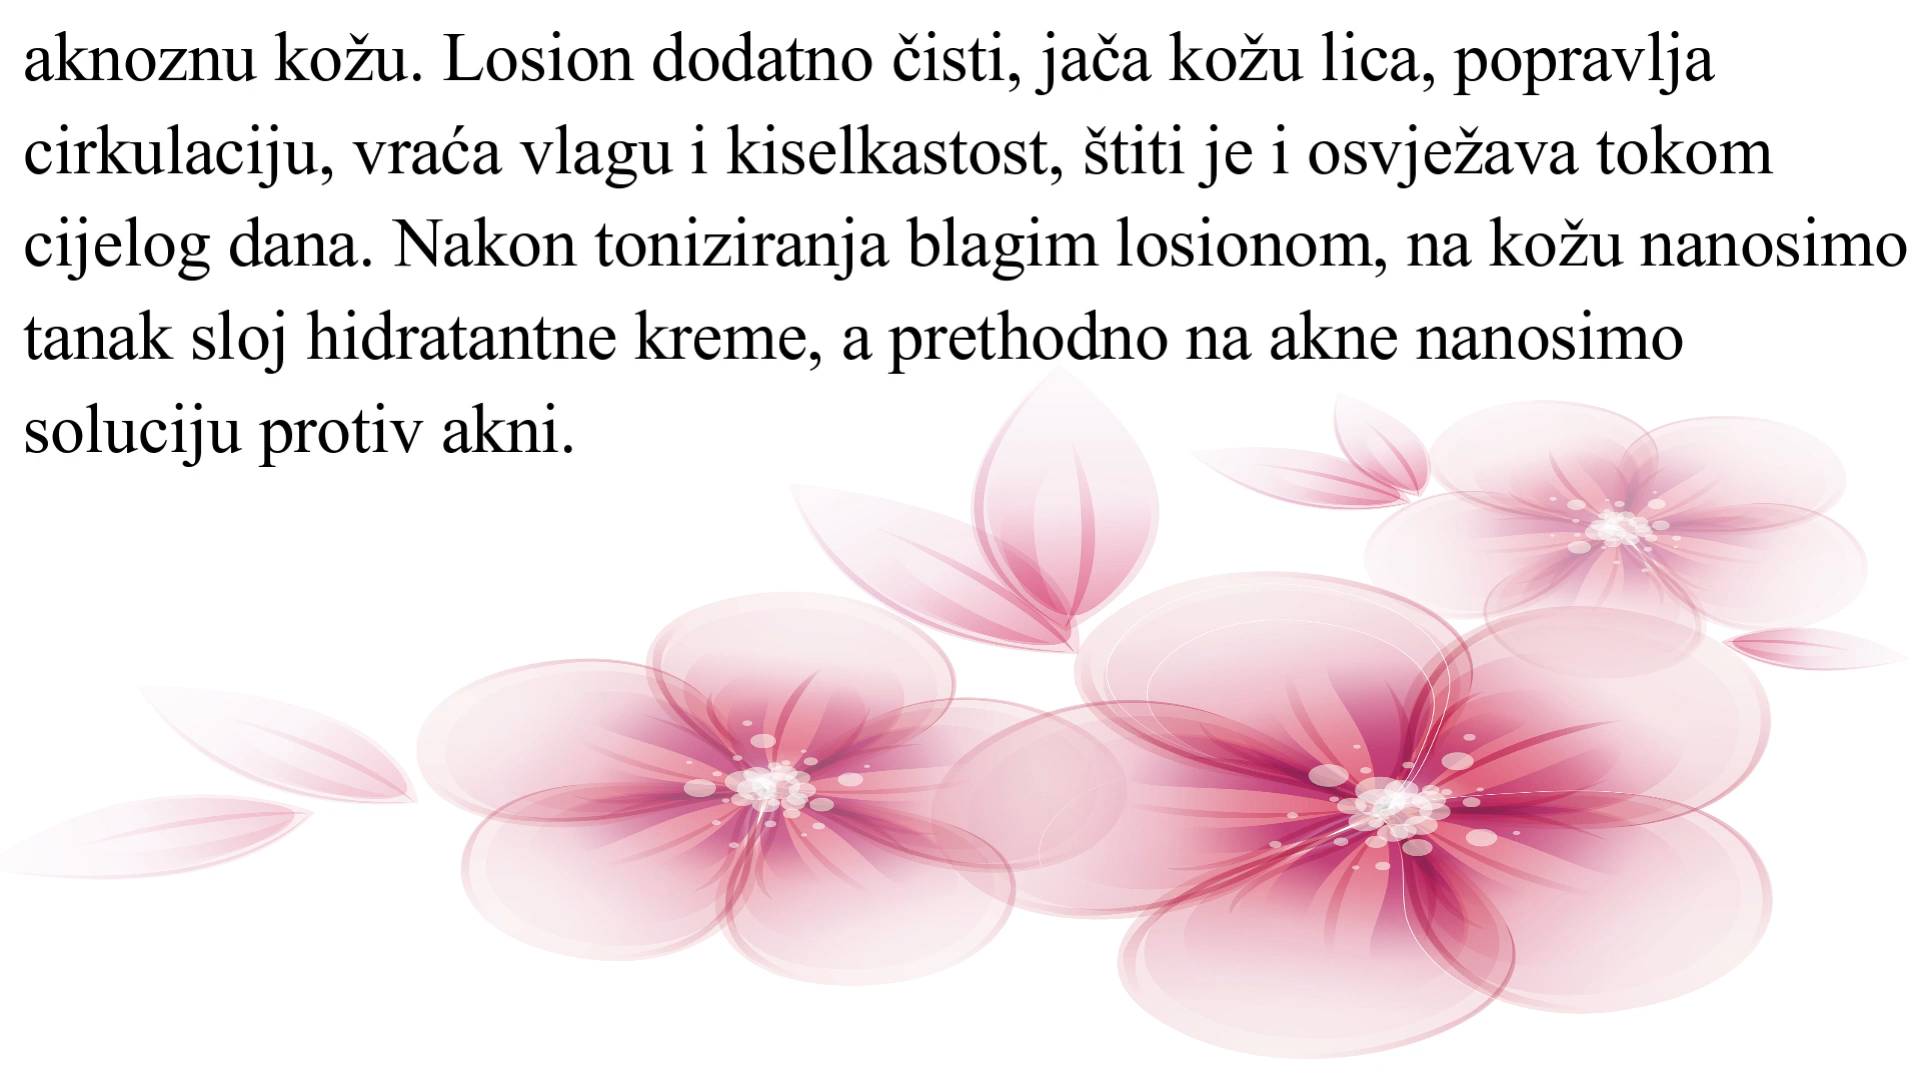 aknoznu kožu. Losion dodatno čisti, jača kožu lica, popravlja
cirkulaciju, vraća vlagu i kiselkastost, štiti je i osvježava tokom
cijelog dana. Nakon toniziranja blagim losionom, na kožu nanosimo
tanak sloj hidratantne kreme, a prethodno na akne nanosimo
soluciju protiv akni.